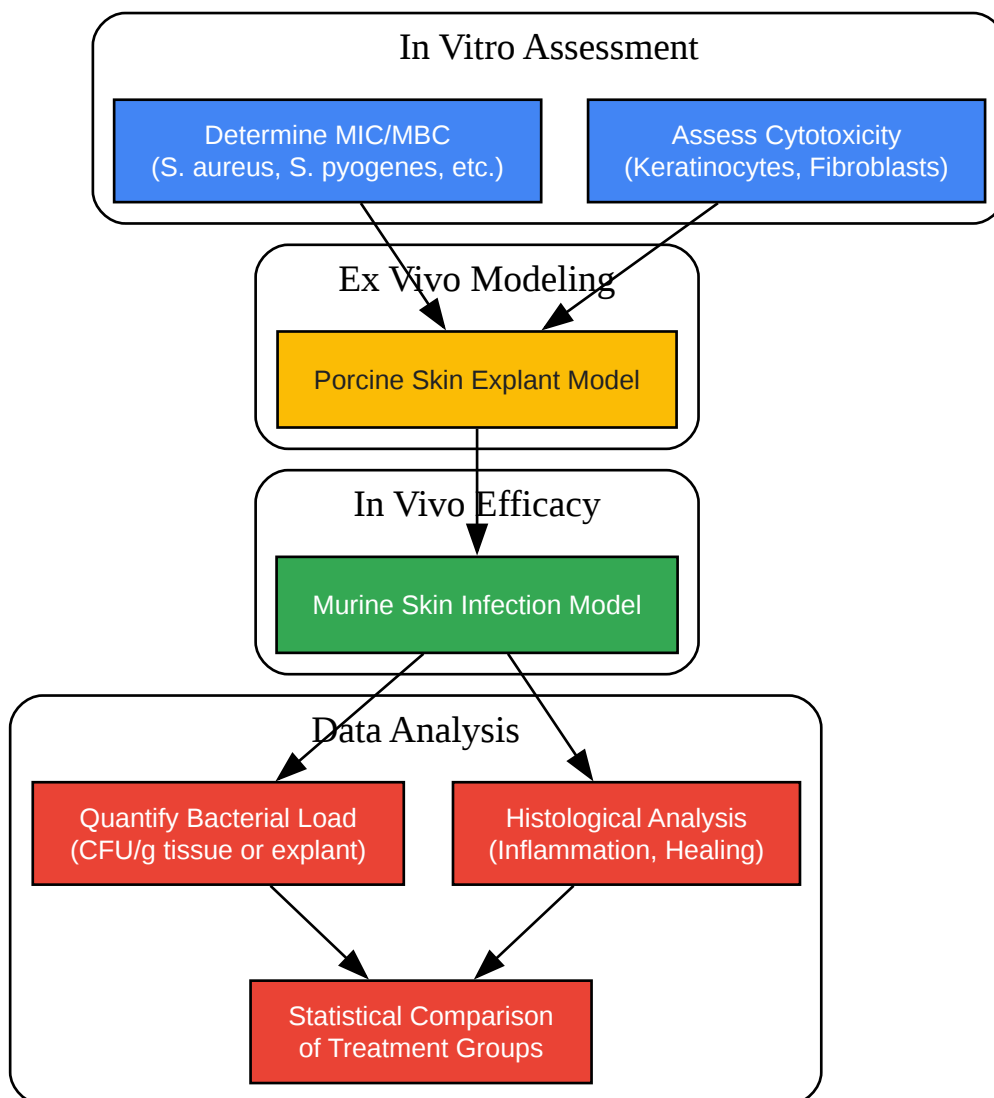 In Vitro Assessment
Determine MIC/MBC
(S. aureus, S. pyogenes, etc.)
Assess Cytotoxicity
(Keratinocytes, Fibroblasts)
Ex Vivo Modeling
Porcine Skin Explant Model
In Vivo Efficacy
Murine Skin Infection Model
Data Analysis
Quantify Bacterial Load
(CFU/g tissue or explant)
Histological Analysis
(Inflammation, Healing)
Statistical Comparison
of Treatment Groups